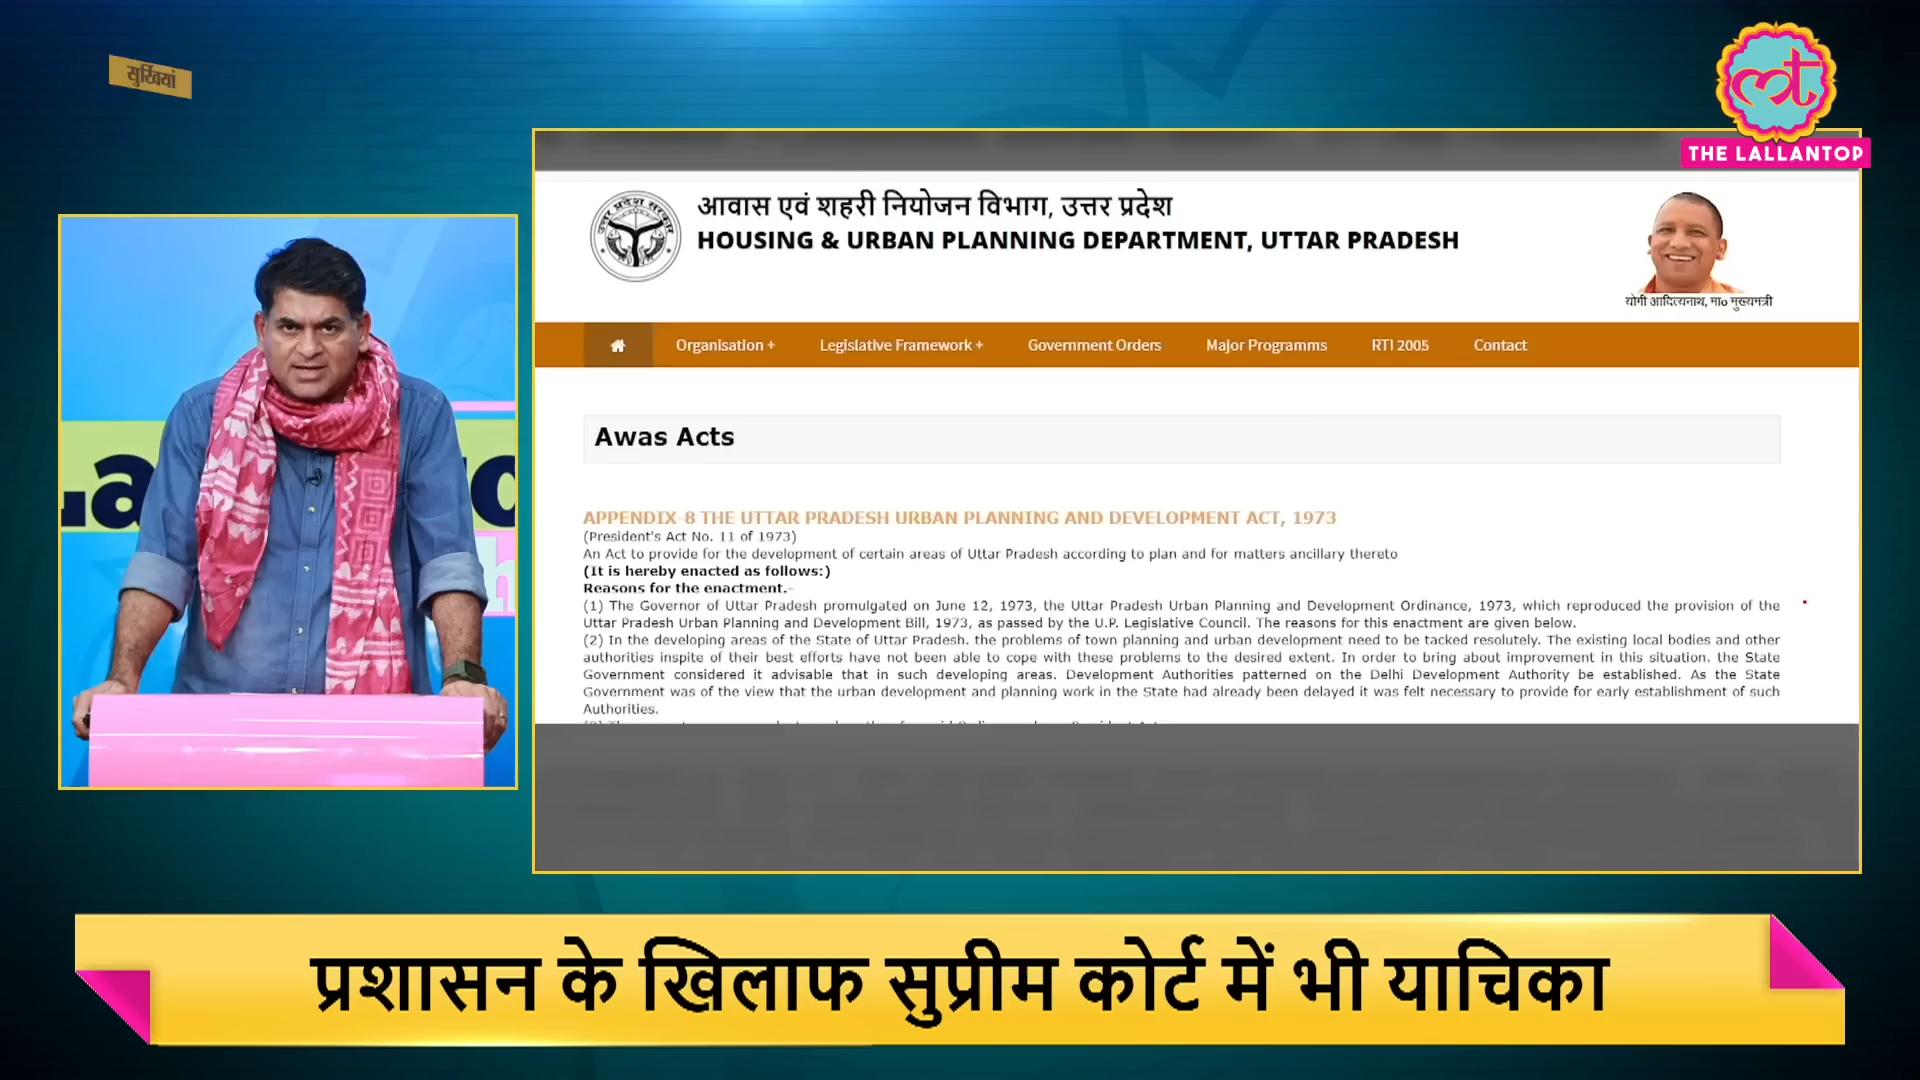 सुर्खियां
THE LALLANTOP
आवास एवं शहरी नियोजन विभाग, उत्तर प्रदेश
HOUSING & URBAN PLANNING DEPARTMENT, UTTAR PRADESH
योगी आदित्यनाथ, मा० मुख्यमंत्री
Organisation + Legislative Framework + Government Orders Major Programms RTI 2005 Contact
Awas Acts
APPENDIX-8 THE UTTAR PRADESH URBAN PLANNING AND DEVELOPMENT ACT, 1973
(President's Act No. 11 of 1973)
An Act to provide for the development of certain areas of Uttar Pradesh according to plan and for matters ancillary thereto
(It is hereby enacted as follows:)
Reasons for the enactment.-
(1) The Governor of Uttar Pradesh promulgated on June 12, 1973, the Uttar Pradesh Urban Planning and Development Ordinance, 1973, which reproduced the provision of the
Uttar Pradesh Urban Planning and Development Bill, 1973, as passed by the U.P. Legislative Council. The reasons for this enactment are given below.
(2) In the developing areas of the State of Uttar Pradesh. the problems of town planning and urban development need to be tacked resolutely. The existing local bodies and other
authorities inspite of their best efforts have not been able to cope with these problems to the desired extent. In order to bring about improvement in this situation. the State
Government considered it advisable that in such developing areas. Development Authorities patterned on the Delhi Development Authority be established. As the State
Government was of the view that the urban development and planning work in the State had already been delayed it was felt necessary to provide for early establishment of such
Authorities.
प्रशासन के खिलाफ सुप्रीम कोर्ट में भी याचिका